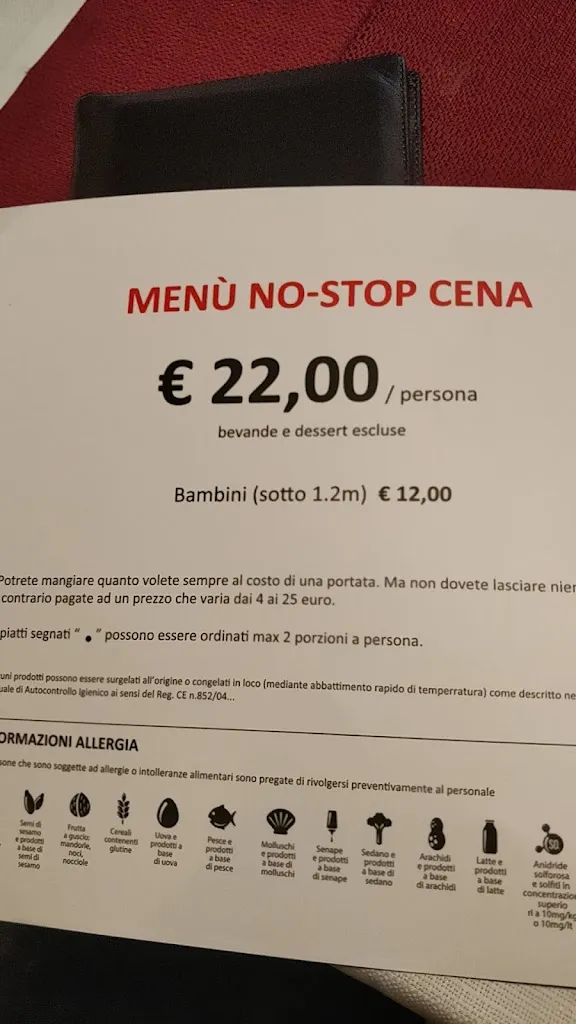 MENÙ NO-STOP CENA
€ 22,00 / persona
bevande e dessert escluse
Bambini (sotto 1.2m) € 12,00
Potrete mangiare quanto volete sempre al costo di una portata. Ma non dovete lasciare
contrario pagate ad un prezzo che varia dai 4 ai 25 euro.
piatti segnati “ • ” possono essere ordinati max 2 porzioni a persona.
prodotti possono essere surgelati all'origine o congelati in loco (mediante abbattimento rapido di temperratura) come descritto
di Autocontrollo Igienico ai sensi del Reg. CE n.852/04...
ORMAZIONI ALLERGIA
sone che sono soggette ad allergie o intolleranze alimentari sono pregate di rivolgersi preventivamente al personale
Semi di
sesamo
e prodotti
a base di
semi di
sesamo
Frutta
a guscio:
mandorle,
noci,
nocciole
Cereali
contenenti
glutine
Uova e
prodotti a
base
di uova
Pesce e
prodotti
a base
di pesce
Molluschi
e prodotti
a base di
molluschi
Senape
e prodotti
a base
di senape
Sedano e
prodotti
a base di
sedano
Arachidi
e prodotti
a base
di arachidi
Latte e
prodotti
a base
di latte
Anidride
solforosa
e solfiti in
concentrazio
superio
ri a 10mg/kg
o 10mg/lt